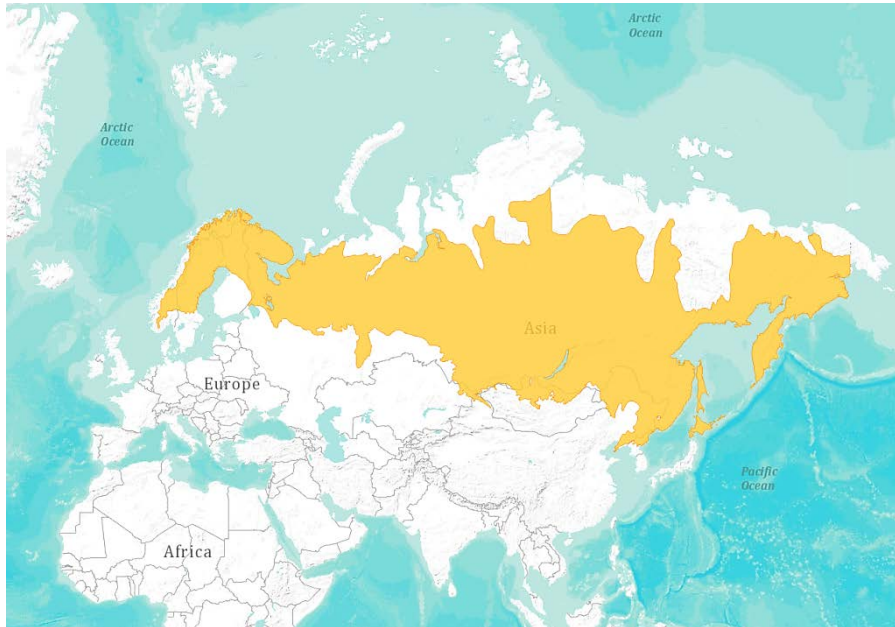 Arctic
Ocean
Arctic
Ocean
Asia
Europe
Pacific
Ocean
Africa